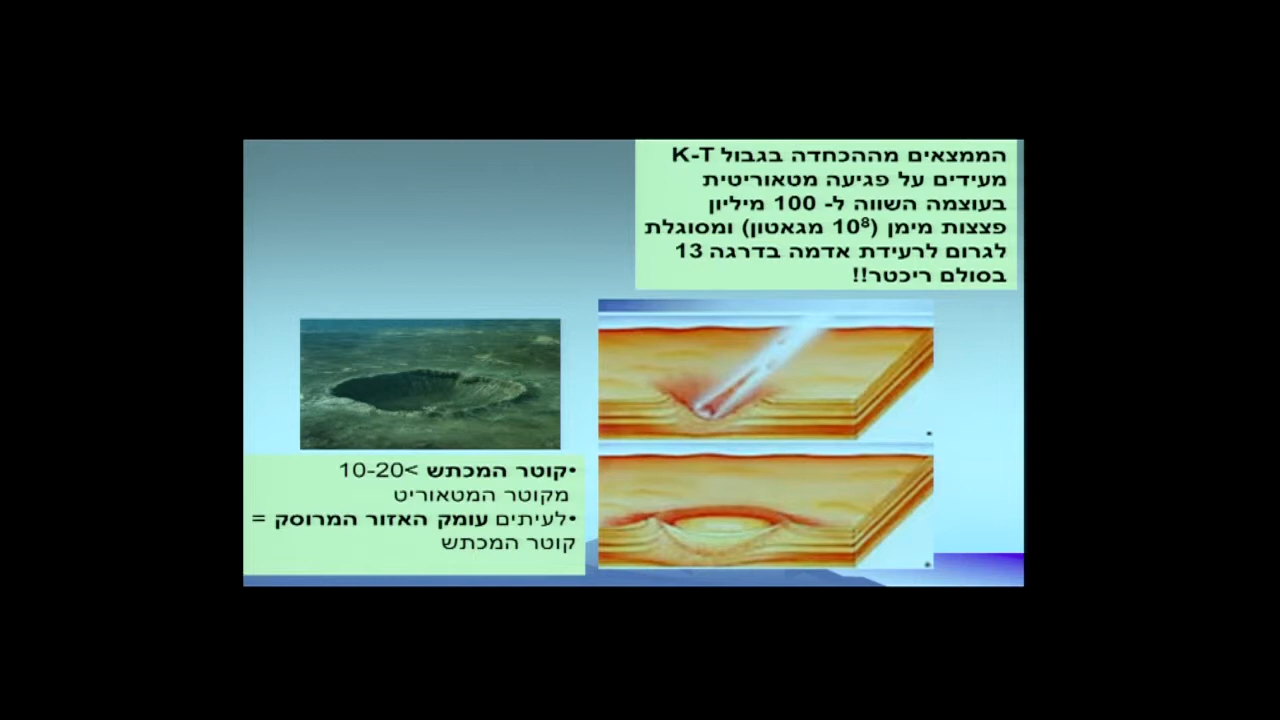 הממצאים מההכחדה בגבול K-T
מעידים על פגיעה מטאוריטית
בעוצמה השווה ל- 100 מיליון
פצצות מימן (10⁸ מגאטון) ומסוגלת
לגרום לרעידת אדמה בדרגה 13
בסולם ריכטר!!
•קוטר המכתש >10-20
מקוטר המטאוריט
•לעיתים עומק האזור המרוסק =
קוטר המכתש